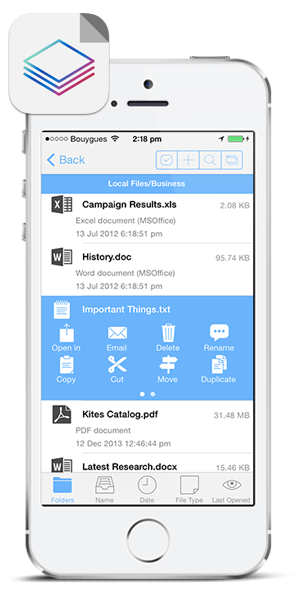 Bouygues 2:18 pm
Back
Local Files/Business
Campaign Results.xls 2.08 KB
Excel document (MSOffice)
13 Jul 2012 6:18:51 pm
History.doc 95.74 KB
Word document (MSOffice)
13 Jul 2012 6:18:51 pm
Important Things.txt
Open in Email Delete Rename
Copy Cut Move Duplicate
Kites Catalog.pdf 31.48 MB
PDF document
12 Dec 2013 12:46:44 pm
Latest Research.docx 15.46 KB
Folders Name Date File Type Last Opened